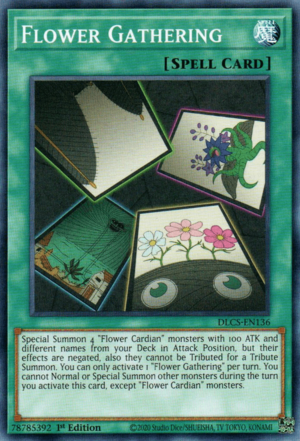 FLOWER GATHERING
魔
[SPELL CARD]
DLCS-EN136
Special Summon 4 "Flower Cardian" monsters with 100 ATK and
different names from your Deck in Attack Position, but their
effects are negated, also they cannot be Tributed for a Tribute
Summon. You can only activate 1 "Flower Gathering" per turn. You
cannot Normal or Special Summon other monsters during the turn
you activate this card, except "Flower Cardian" monsters.
78785392 1st Edition ©2020 Studio Dice/SHUEISHA, TV TOKYO, KONAMI